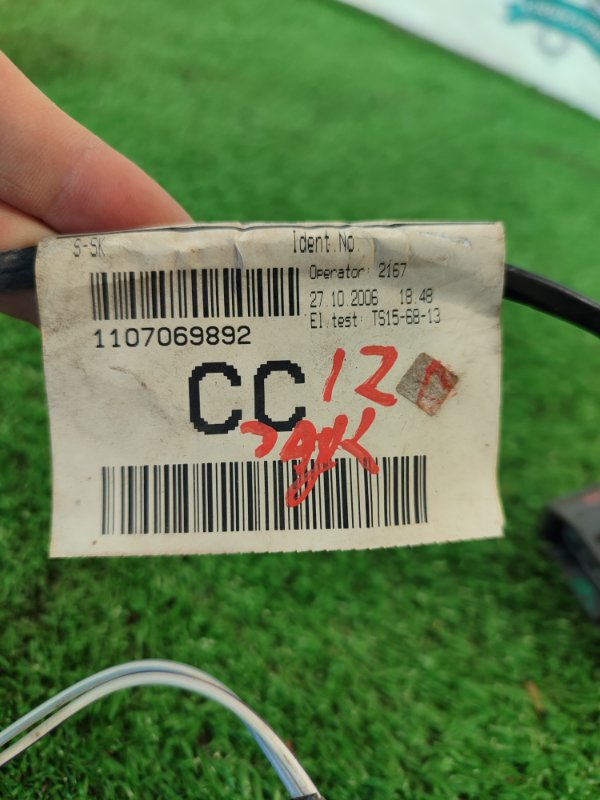 S-SK Ident.No.
Operator: 2167
27.10.2006 18.48
El.test: TS15-68-13
1107069892
CC
12